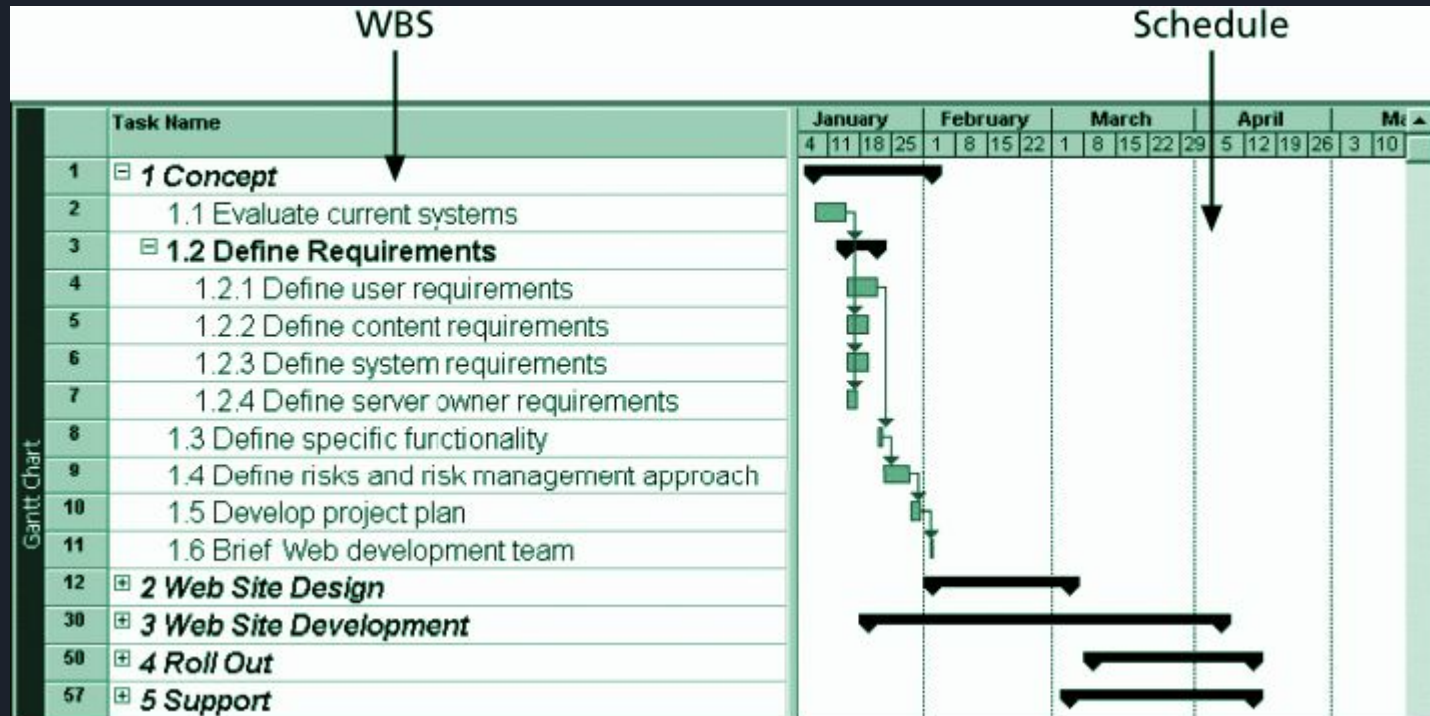 WBS Schedule
Task Name January February March April Ma
4 11 18 25 1 8 15 22 1 8 15 22 29 5 12 19 26 3 10
1 1 Concept
2 1.1 Evaluate current systems
3 1.2 Define Requirements
4 1.2.1 Define user requirements
5 1.2.2 Define content requirements
6 1.2.3 Define system requirements
7 1.2.4 Define server owner requirements
8 1.3 Define specific functionality
9 1.4 Define risks and risk management approach
10 1.5 Develop project plan
11 1.6 Brief Web development team
12 2 Web Site Design
30 3 Web Site Development
50 4 Roll Out
57 5 Support
Gantt Chart